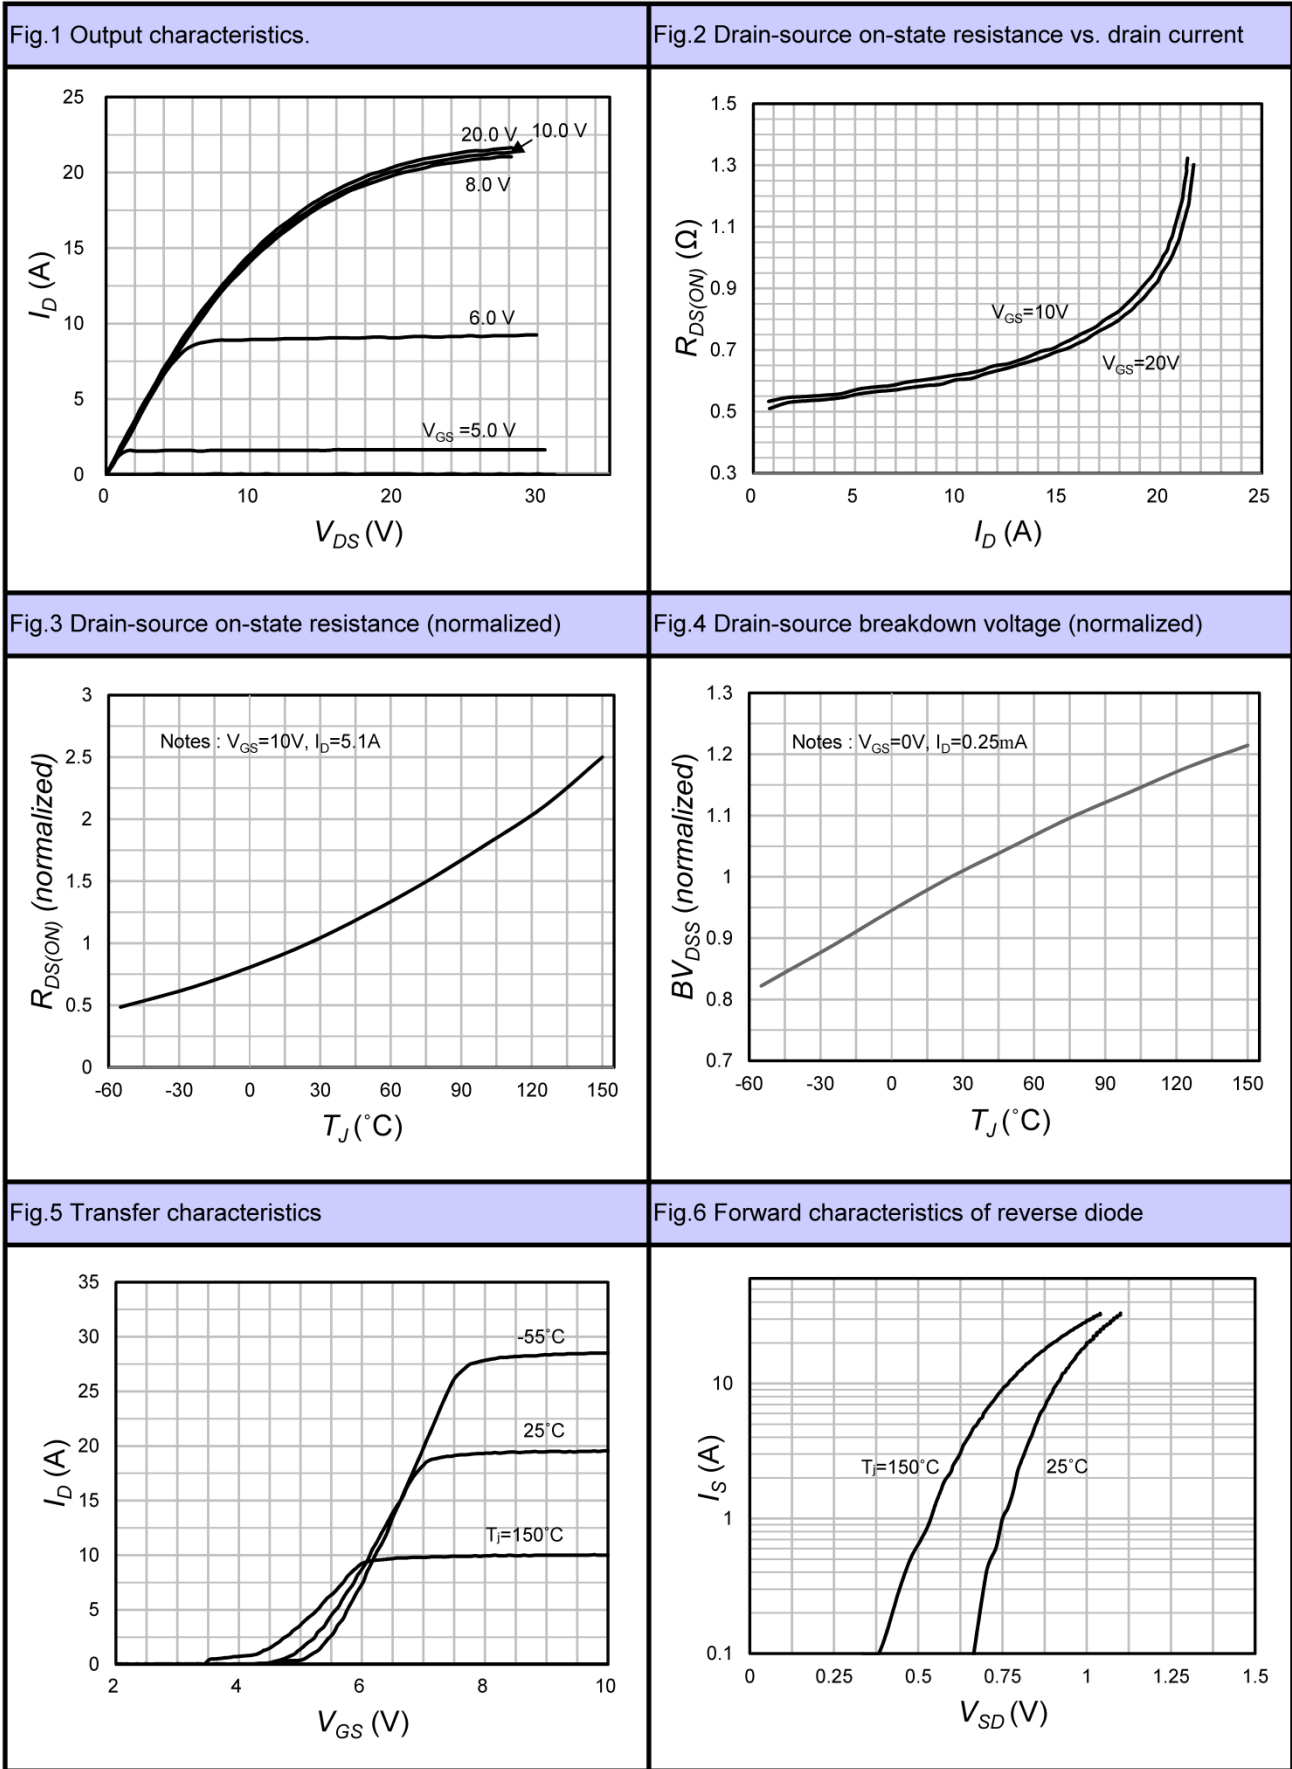 Fig.1 Output characteristics.
Fig.2 Drain-source on-state resistance vs. drain current
25
20
15
10
5
0
I_D (A)
20.0 V
10.0 V
8.0 V
6.0 V
V_GS =5.0 V
0 10 20 30
V_DS (V)
1.5
1.3
1.1
0.9
0.7
0.5
0.3
R_DS(ON) (Ω)
V_GS=10V
V_GS=20V
0 5 10 15 20 25
I_D (A)
Fig.3 Drain-source on-state resistance (normalized)
Fig.4 Drain-source breakdown voltage (normalized)
3
2.5
2
1.5
1
0.5
0
R_DS(ON) (normalized)
Notes : V_GS=10V, I_D=5.1A
-60 -30 0 30 60 90 120 150
T_J (˚C)
1.3
1.2
1.1
1
0.9
0.8
0.7
BV_DSS (normalized)
Notes : V_GS=0V, I_D=0.25mA
-60 -30 0 30 60 90 120 150
T_J (˚C)
Fig.5 Transfer characteristics
Fig.6 Forward characteristics of reverse diode
35
30
25
20
15
10
5
0
I_D (A)
-55˚C
25˚C
Tj=150˚C
2 4 6 8 10
V_GS (V)
10
1
0.1
I_S (A)
Tj=150˚C
25˚C
0 0.25 0.5 0.75 1 1.25 1.5
V_SD (V)